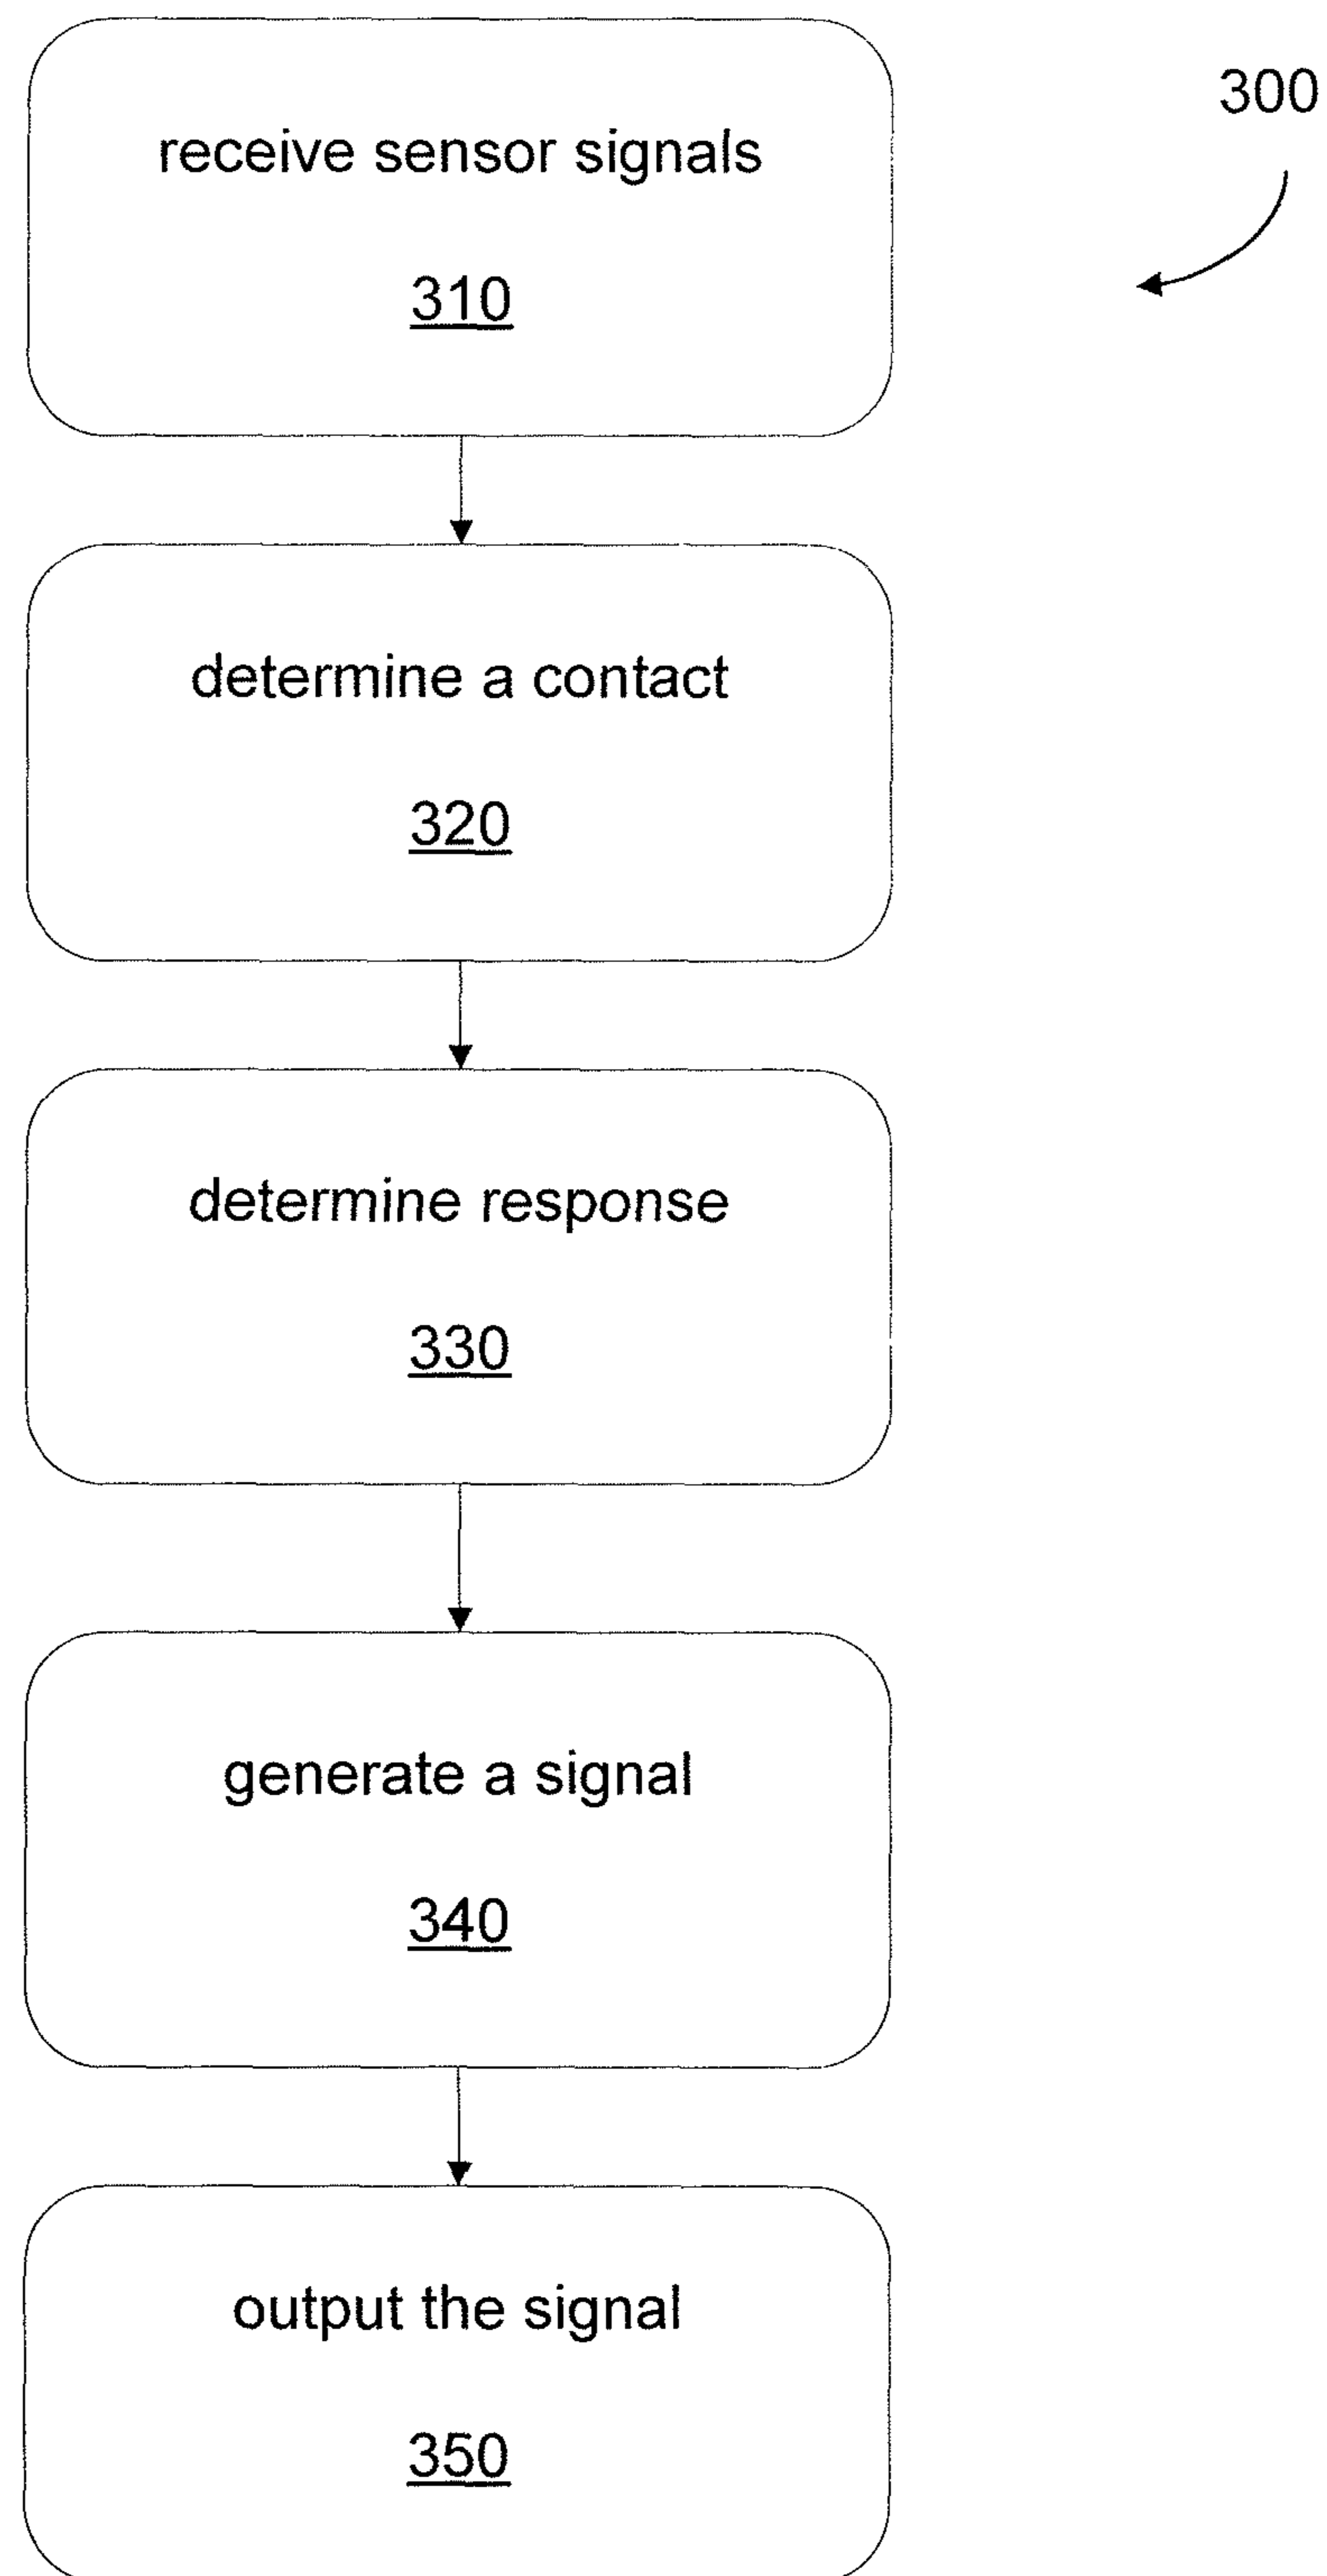 300
receive sensor signals
310
determine a contact
320
determine response
330
generate a signal
340
output the signal
350